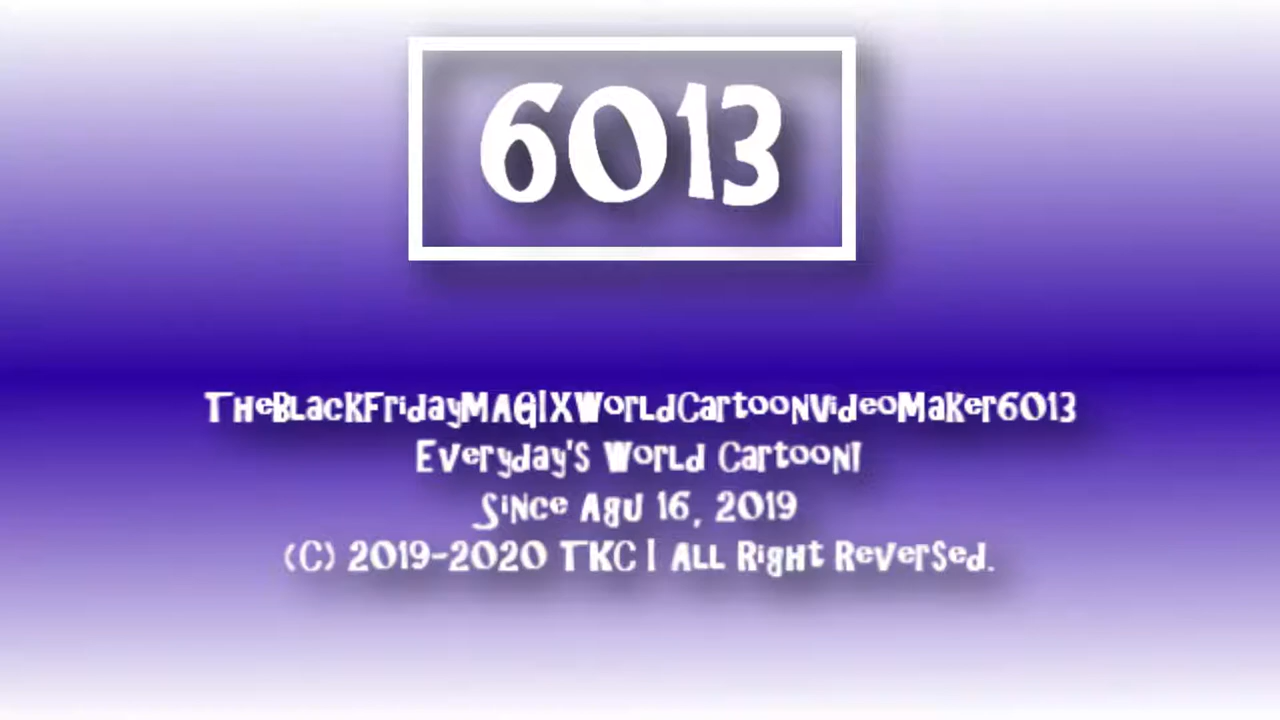 6013
TheBlackFridayMAGIXWorldCartoonVideoMaker6013
Everyday's World Cartoon!
Since Agu 16, 2019
(C) 2019-2020 TKC | All Right Reversed.